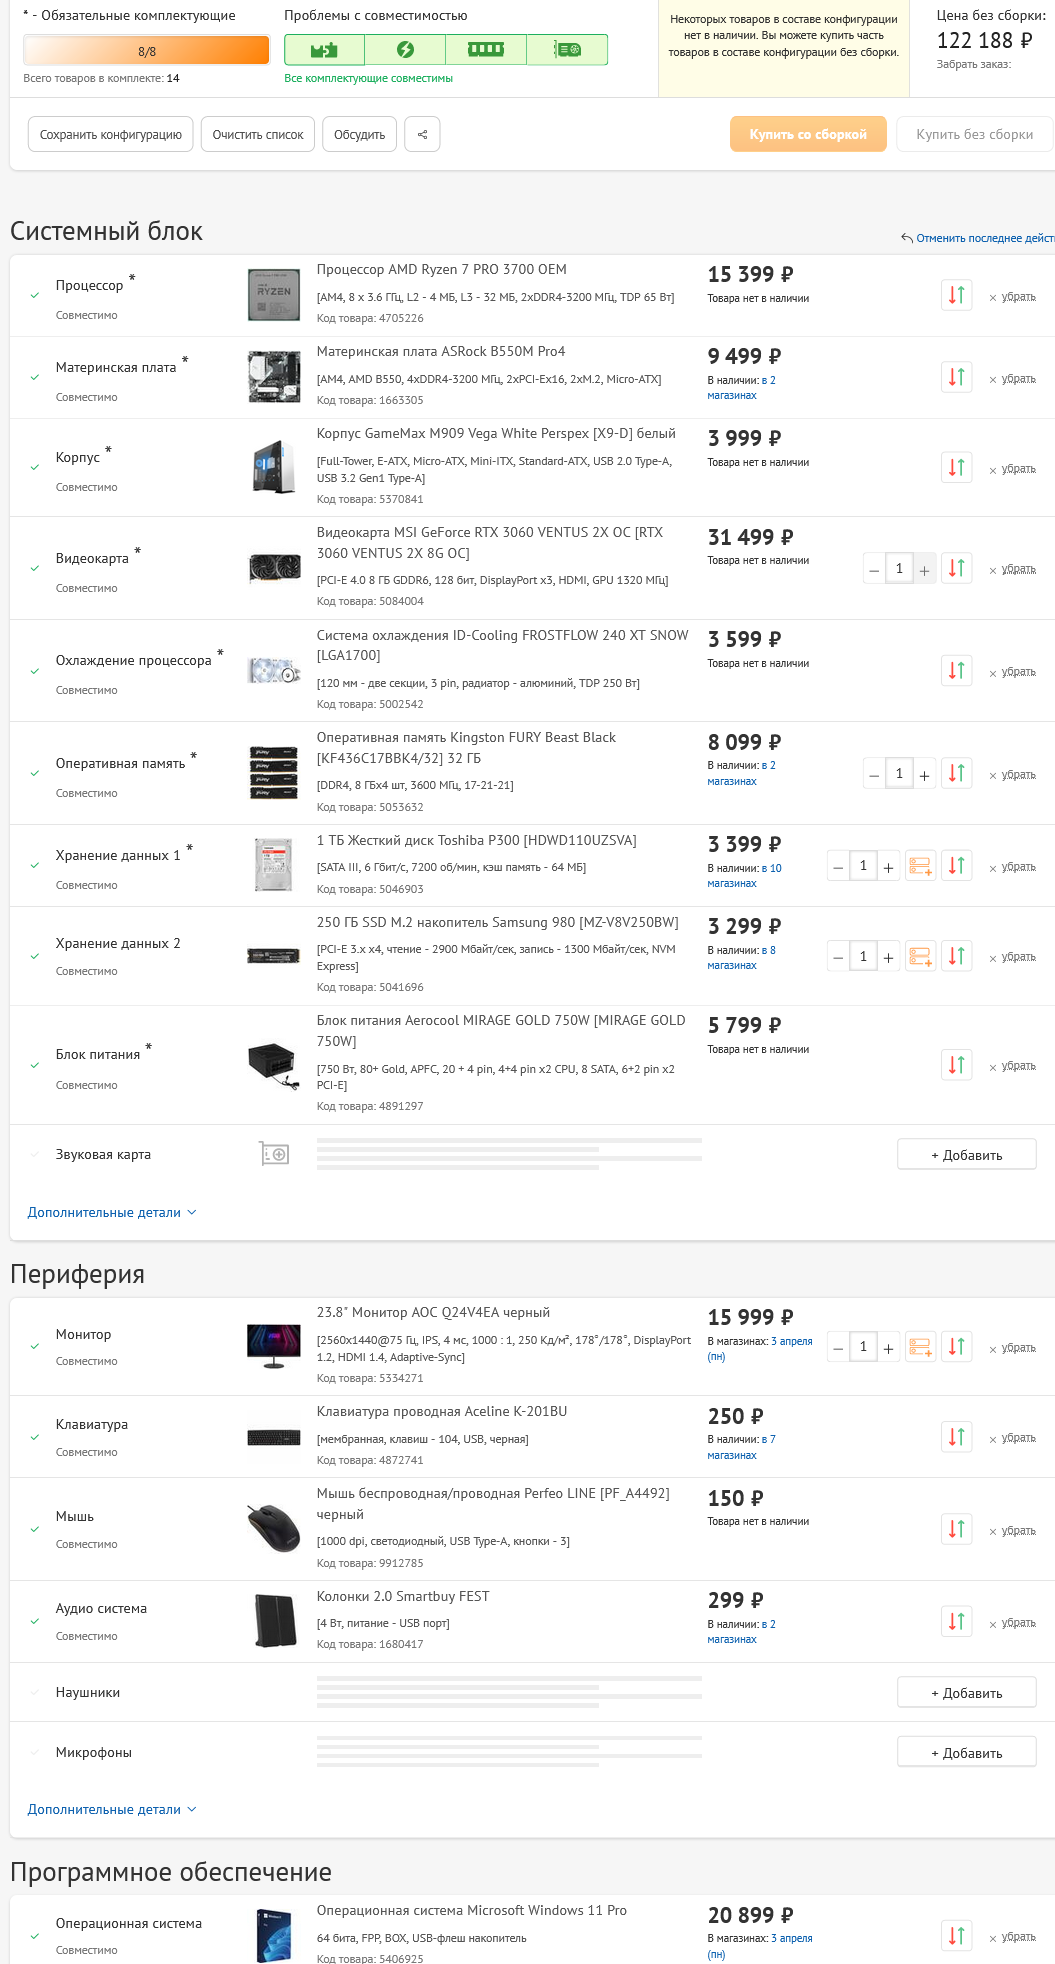 * - Обязательные комплектующие
8/8
Всего товаров в комплекте: 14
Проблемы с совместимостью
Все комплектующие совместимы
Некоторых товаров в составе конфигурации
нет в наличии. Вы можете купить часть
товаров в составе конфигурации без сборки.
Цена без сборки:
122 188 ₽
Забрать заказ:
Сохранить конфигурацию
Очистить список
Обсудить
Купить со сборкой
Купить без сборки
Системный блок
Отменить последнее дейст
Процессор *
Совместимо
RYZEN
Процессор AMD Ryzen 7 PRO 3700 OEM
[AM4, 8 x 3.6 ГГц, L2 - 4 МБ, L3 - 32 МБ, 2xDDR4-3200 МГц, TDP 65 Вт]
Код товара: 4705226
15 399 ₽
Товара нет в наличии
убрать
Материнская плата *
Совместимо
Материнская плата ASRock B550M Pro4
[AM4, AMD B550, 4xDDR4-3200 МГц, 2xPCI-Ex16, 2xM.2, Micro-ATX]
Код товара: 1663305
9 499 ₽
В наличии: в 2
магазинах
убрать
Корпус *
Совместимо
Корпус GameMax M909 Vega White Perspex [X9-D] белый
[Full-Tower, E-ATX, Micro-ATX, Mini-ITX, Standard-ATX, USB 2.0 Type-A,
USB 3.2 Gen1 Type-A]
Код товара: 5370841
3 999 ₽
Товара нет в наличии
убрать
Видеокарта *
Совместимо
Видеокарта MSI GeForce RTX 3060 VENTUS 2X OC [RTX
3060 VENTUS 2X 8G OC]
[PCI-E 4.0 8 ГБ GDDR6, 128 бит, DisplayPort x3, HDMI, GPU 1320 МГц]
Код товара: 5084004
31 499 ₽
Товара нет в наличии
1
убрать
Охлаждение процессора *
Совместимо
Система охлаждения ID-Cooling FROSTFLOW 240 XT SNOW
[LGA1700]
[120 мм - две секции, 3 pin, радиатор - алюминий, TDP 250 Вт]
Код товара: 5002542
3 599 ₽
Товара нет в наличии
убрать
Оперативная память *
Совместимо
Оперативная память Kingston FURY Beast Black
[KF436C17BBK4/32] 32 ГБ
[DDR4, 8 ГБx4 шт, 3600 МГц, 17-21-21]
Код товара: 5053632
8 099 ₽
В наличии: в 2
магазинах
1
убрать
Хранение данных 1 *
Совместимо
1 ТБ Жесткий диск Toshiba P300 [HDWD110UZSVA]
[SATA III, 6 Гбит/с, 7200 об/мин, кэш память - 64 МБ]
Код товара: 5046903
3 399 ₽
В наличии: в 10
магазинах
1
убрать
Хранение данных 2
Совместимо
250 ГБ SSD M.2 накопитель Samsung 980 [MZ-V8V250BW]
[PCI-E 3.x x4, чтение - 2900 Мбайт/сек, запись - 1300 Мбайт/сек, NVM
Express]
Код товара: 5041696
3 299 ₽
В наличии: в 8
магазинах
1
убрать
Блок питания *
Совместимо
Блок питания Aerocool MIRAGE GOLD 750W [MIRAGE GOLD
750W]
[750 Вт, 80+ Gold, APFC, 20 + 4 pin, 4+4 pin x2 CPU, 8 SATA, 6+2 pin x2
PCI-E]
Код товара: 4891297
5 799 ₽
Товара нет в наличии
убрать
Звуковая карта
+ Добавить
Дополнительные детали
Периферия
Монитор
Совместимо
23.8" Монитор AOC Q24V4EA черный
[2560x1440@75 Гц, IPS, 4 мс, 1000 : 1, 250 Кд/м², 178°/178°, DisplayPort
1.2, HDMI 1.4, Adaptive-Sync]
Код товара: 5334271
15 999 ₽
В магазинах: 3 апреля
(пн)
1
убрать
Клавиатура
Совместимо
Клавиатура проводная Aceline K-201BU
[мембранная, клавиш - 104, USB, черная]
Код товара: 4872741
250 ₽
В наличии: в 7
магазинах
убрать
Мышь
Совместимо
Мышь беспроводная/проводная Perfeo LINE [PF_A4492]
черный
[1000 dpi, светодиодный, USB Type-A, кнопки - 3]
Код товара: 9912785
150 ₽
Товара нет в наличии
убрать
Аудио система
Совместимо
Колонки 2.0 Smartbuy FEST
[4 Вт, питание - USB порт]
Код товара: 1680417
299 ₽
В наличии: в 2
магазинах
убрать
Наушники
+ Добавить
Микрофоны
+ Добавить
Дополнительные детали
Программное обеспечение
Операционная система
Совместимо
Операционная система Microsoft Windows 11 Pro
64 бита, FPP, BOX, USB-флеш накопитель
Код товара: 5406925
20 899 ₽
В магазинах: 3 апреля
(пн)
убрать